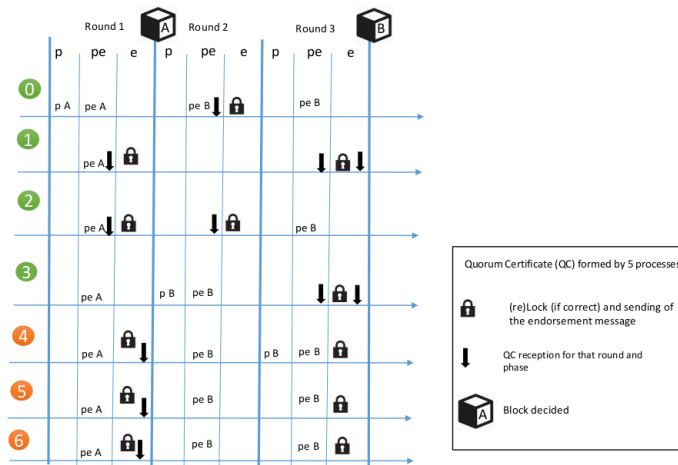 Round 1 A Round 2 Round 3 B
p pe e p pe e p pe e
0 p A pe A pe B pe B
1 pe A
2 pe A pe B
3 pe A p B pe B
4 pe A pe B p B pe B
5 pe A pe B pe B
6 pe A pe B pe B
Quorum Certificate (QC) formed by 5 processes
(re)Lock (if correct) and sending of
the endorsement message
QC reception for that round and
phase
A Block decided